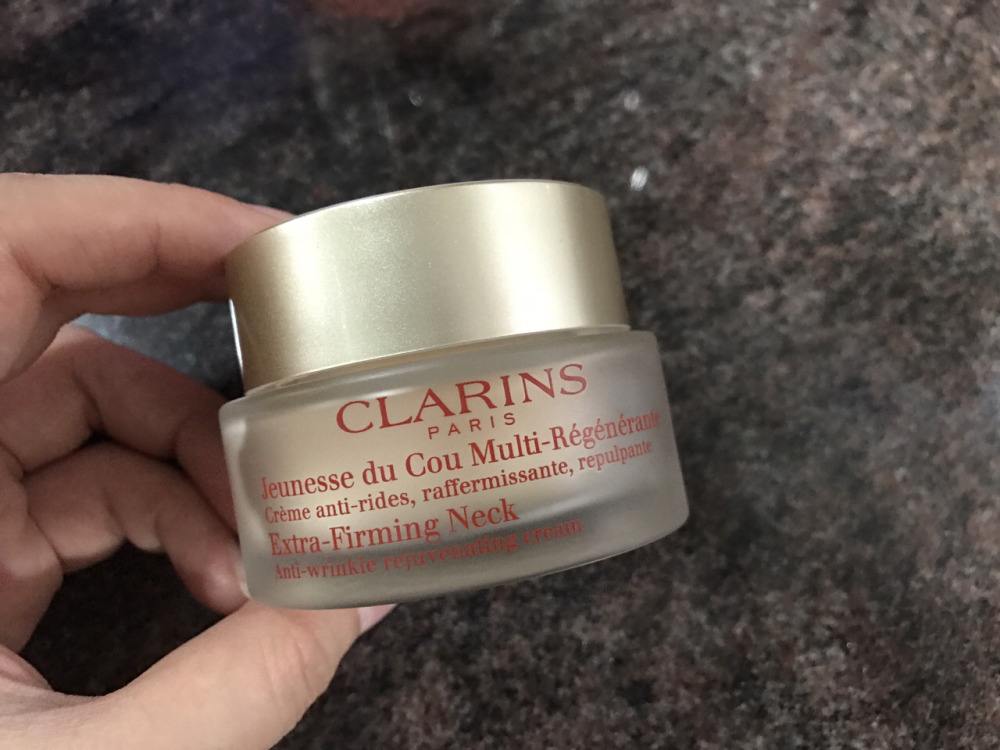 CLARINS
PARIS
Jeunesse du Cou Multi-Régénérante
Crème anti-rides, raffermissante, repulpante
Extra-Firming Neck
Anti-wrinkle rejuvenating cream